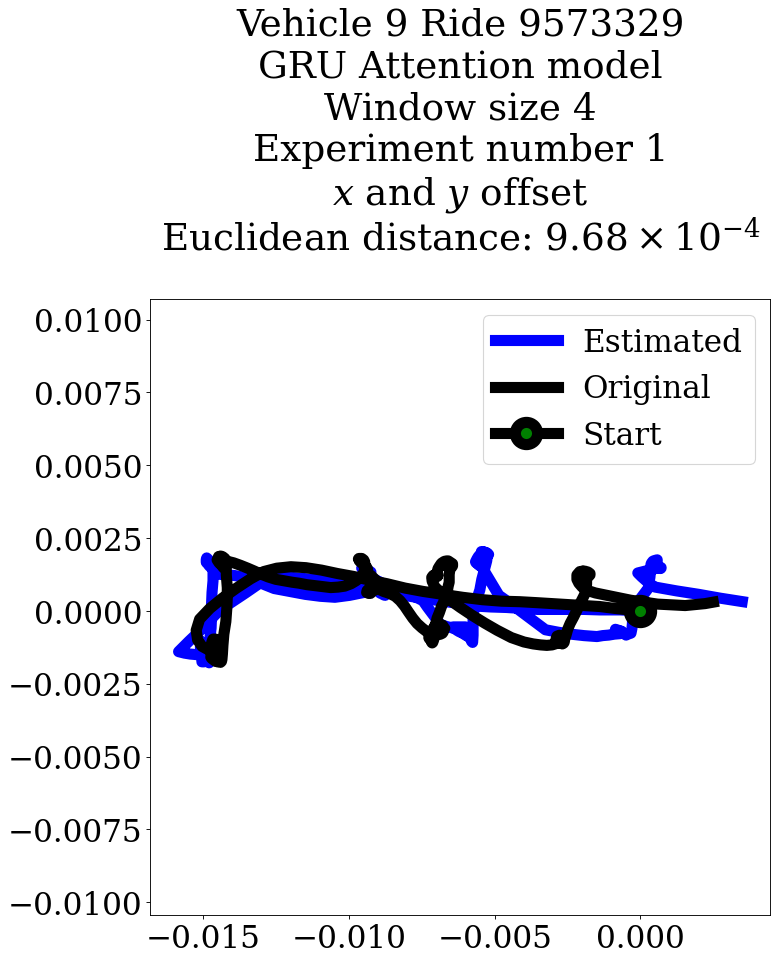 Vehicle 9 Ride 9573329
GRU Attention model
Window size 4
Experiment number 1
x and y offset
Euclidean distance: 9.68 × 10⁻⁴
Estimated
Original
Start
0.0100
0.0075
0.0050
0.0025
0.0000
−0.0025
−0.0050
−0.0075
−0.0100
−0.015
−0.010
−0.005
0.000